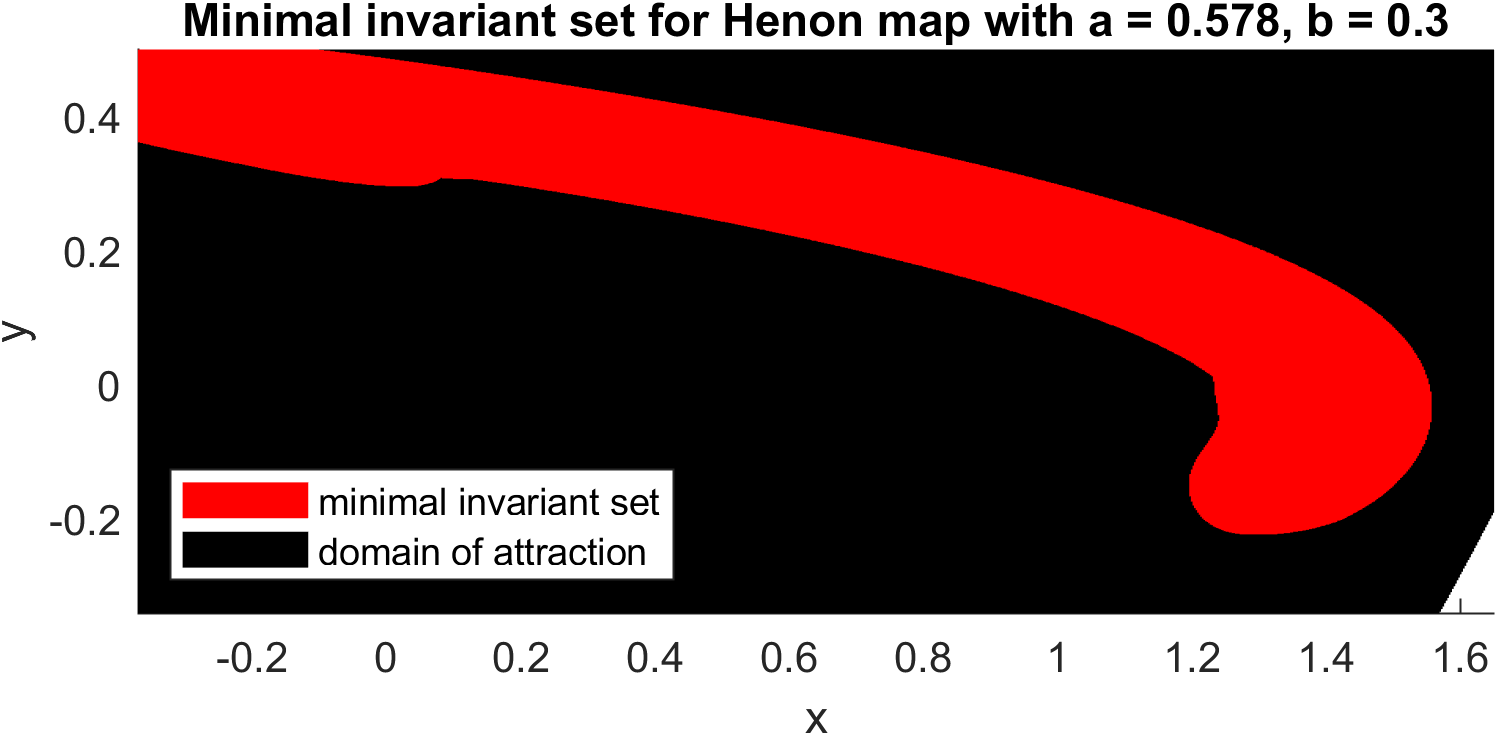 Minimal invariant set for Henon map with a = 0.578, b = 0.3
0.4
0.2
0
-0.2
y
minimal invariant set
domain of attraction
-0.2 0 0.2 0.4 0.6 0.8 1 1.2 1.4 1.6
x